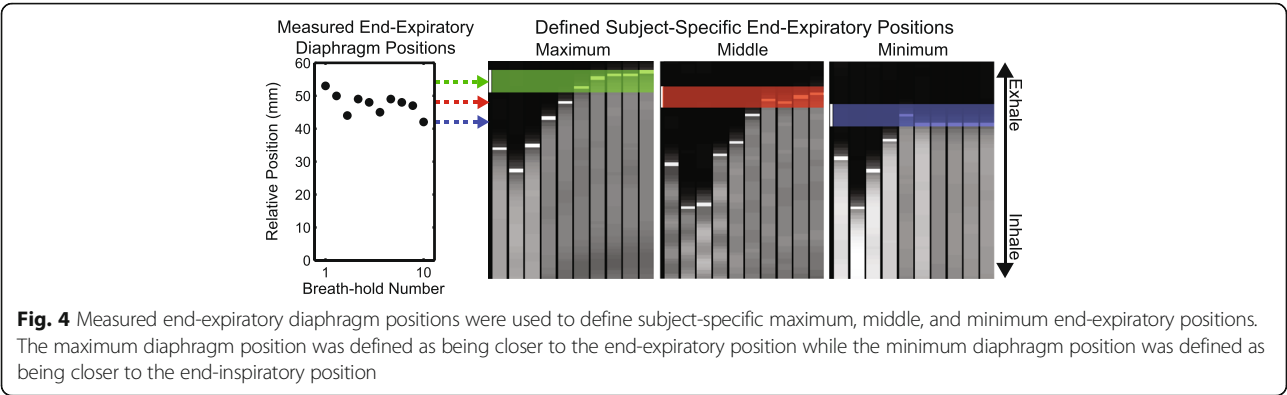 Measured End-Expiratory
Diaphragm Positions
Defined Subject-Specific End-Expiratory Positions
Maximum
Middle
Minimum
Relative Position (mm)
60
50
40
30
20
10
0
1
10
Breath-hold Number
Exhale
Inhale
Fig. 4 Measured end-expiratory diaphragm positions were used to define subject-specific maximum, middle, and minimum end-expiratory positions.
The maximum diaphragm position was defined as being closer to the end-expiratory position while the minimum diaphragm position was defined as
being closer to the end-inspiratory position